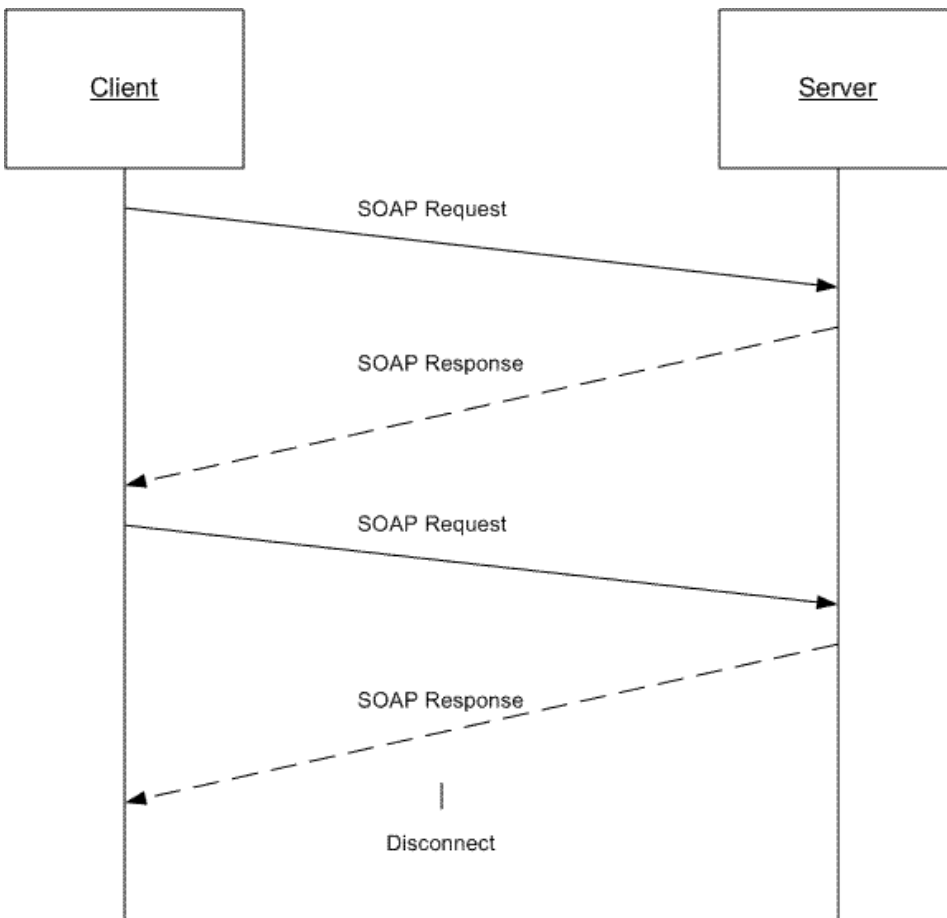 Client
Server
SOAP Request
SOAP Response
SOAP Request
SOAP Response
Disconnect